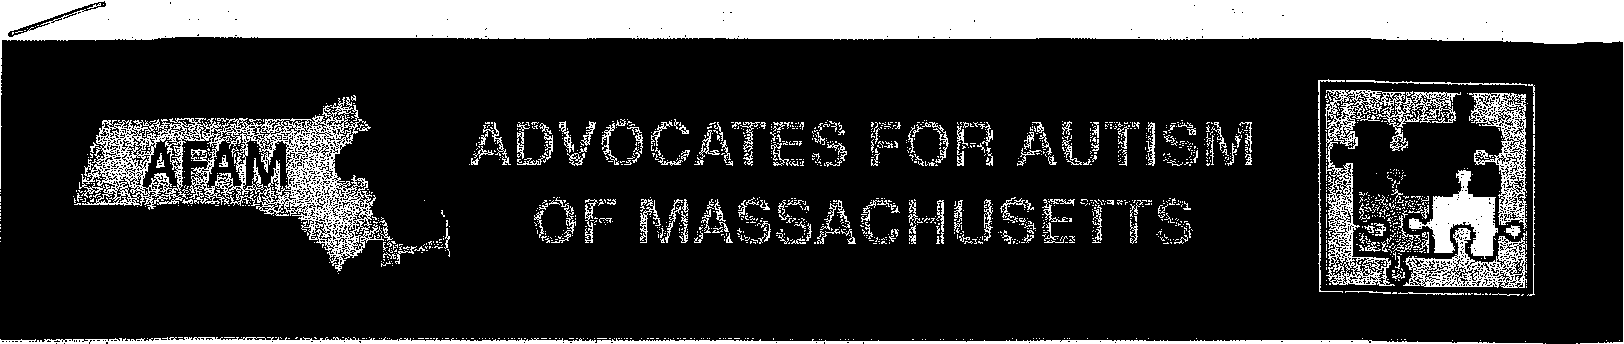 AFAM
ADVOCATES FOR AUTISM
OF MASSACHUSETTS